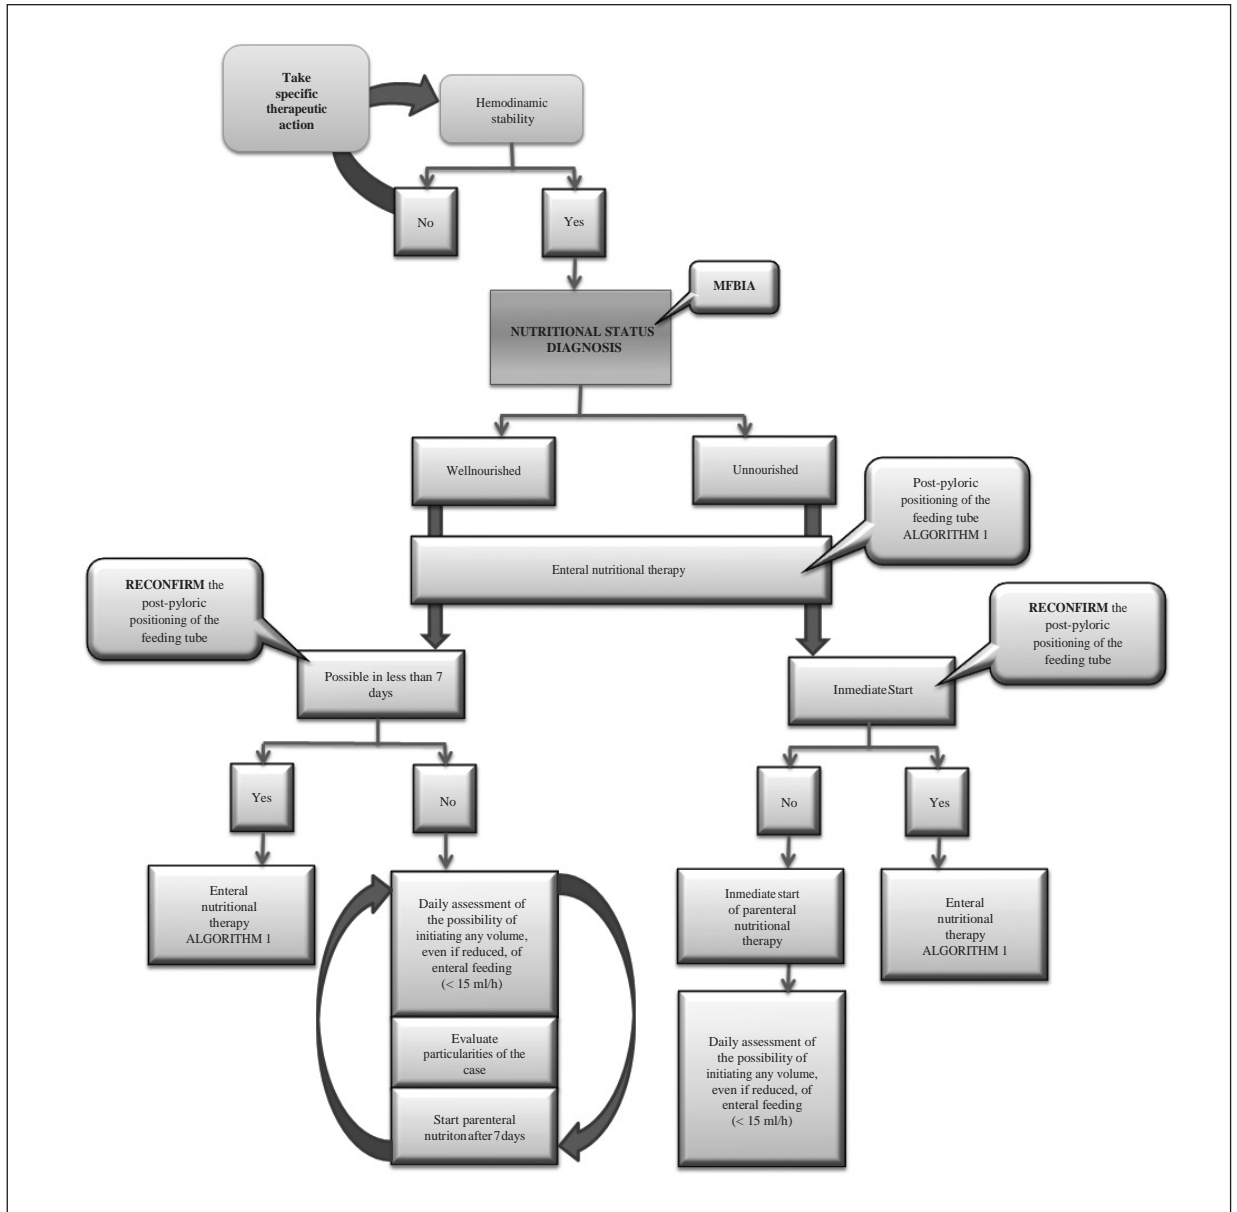 Take
specific
therapeutic
action
Hemodinamic
stability
No
Yes
MFBIA
NUTRITIONAL STATUS
DIAGNOSIS
Wellnourished
Unnourished
Post-pyloric
positioning of the
feeding tube
ALGORITHM 1
Enteral nutritional therapy
RECONFIRM the
post-pyloric
positioning of the
feeding tube
RECONFIRM the
post-pyloric
positioning of the
feeding tube
Possible in less than 7
days
Inmediate Start
Yes
No
No
Yes
Enteral
nutritional
therapy
ALGORITHM 1
Daily assessment of
the possibility of
initiating any volume,
even if reduced, of
enteral feeding
(< 15 ml/h)
Evaluate
particularities of the
case
Start parenteral
nutriton after 7 days
Inmediate start
of parenteral
nutritional
therapy
Enteral
nutritional
therapy
ALGORITHM 1
Daily assessment of
the possibility of
initiating any volume,
even if reduced, of
enteral feeding
(< 15 ml/h)